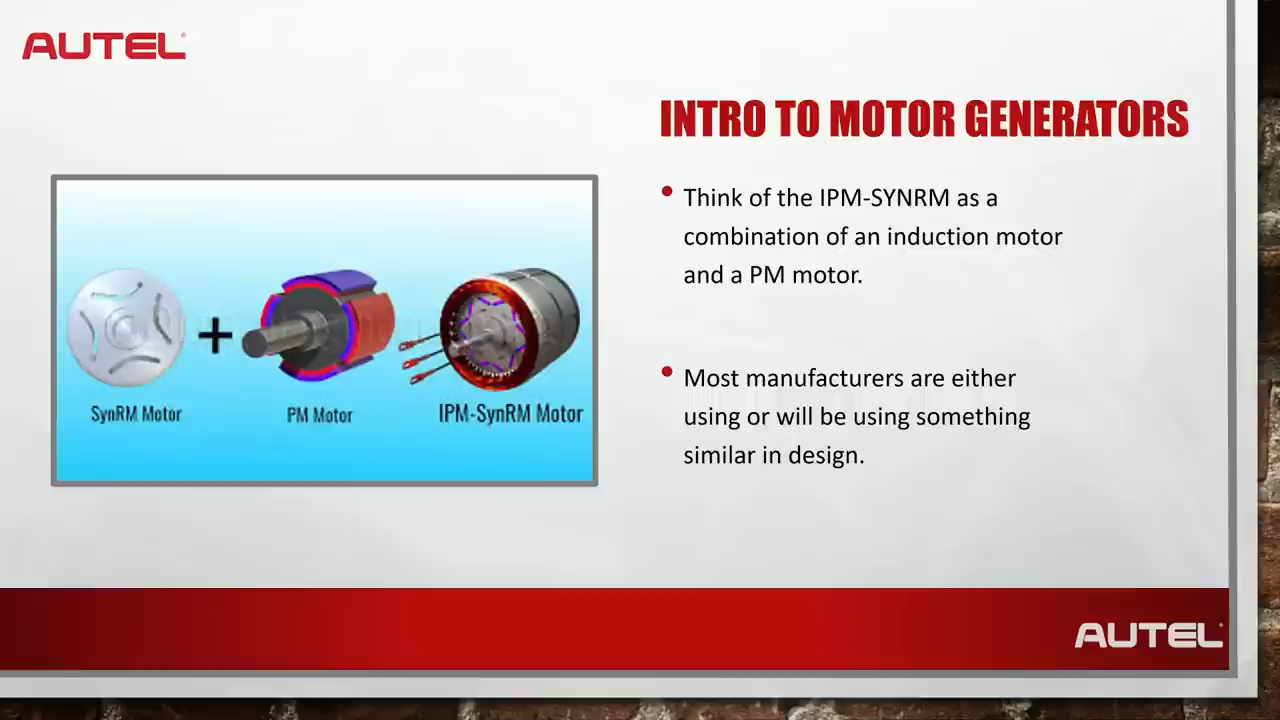 AUTEL
INTRO TO MOTOR GENERATORS
Think of the IPM-SYNRM as a
combination of an induction motor
and a PM motor.
Most manufacturers are either
using or will be using something
similar in design.
SynRM Motor
+
PM Motor
IPM-SynRM Motor
AUTEL